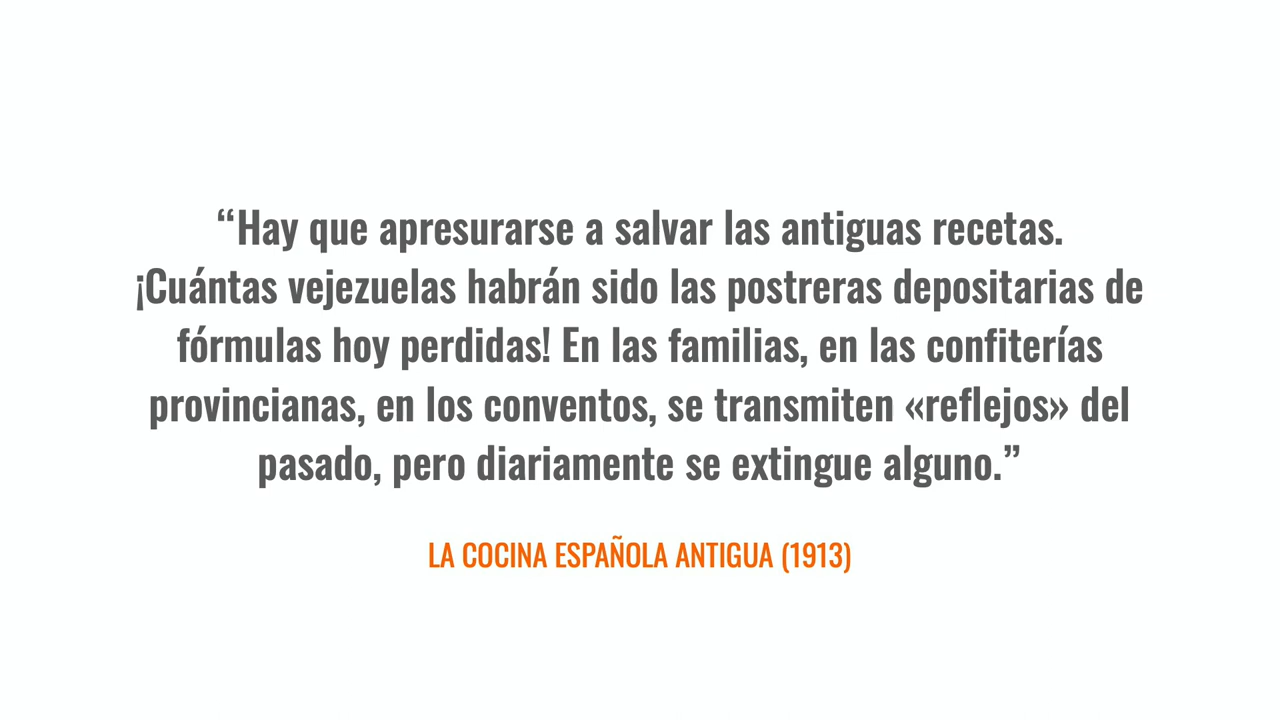 “Hay que apresurarse a salvar las antiguas recetas.
¡Cuántas vejezuelas habrán sido las postreras depositarias de
fórmulas hoy perdidas! En las familias, en las confiterías
provincianas, en los conventos, se transmiten «reflejos» del
pasado, pero diariamente se extingue alguno.”
LA COCINA ESPAÑOLA ANTIGUA (1913)